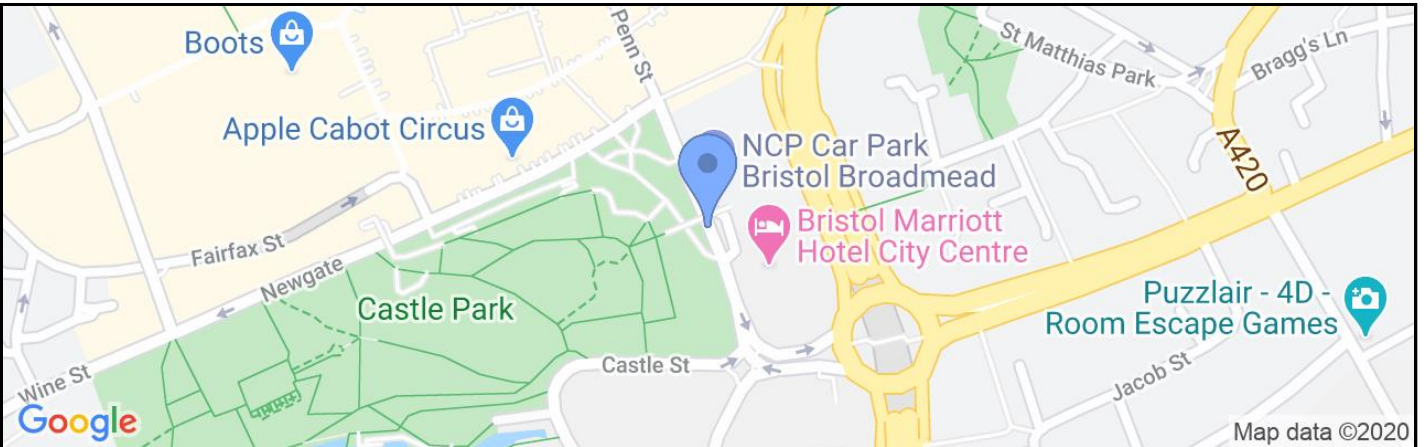 Boots
Penn St
St Matthias Park
Bragg's Ln
Apple Cabot Circus
NCP Car Park
Bristol Broadmead
A420
Bristol Marriott
Hotel City Centre
Fairfax St
Newgate
Castle Park
Puzzlair - 4D -
Room Escape Games
Castle St
Jacob St
Wine St
Google
Map data ©2020